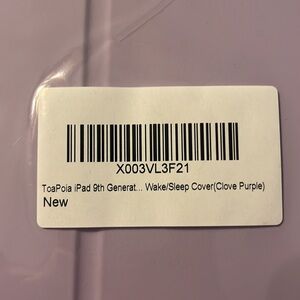 X003VL3F21
ToaPoia iPad 9th Generat... Wake/Sleep Cover(Clove Purple)
New